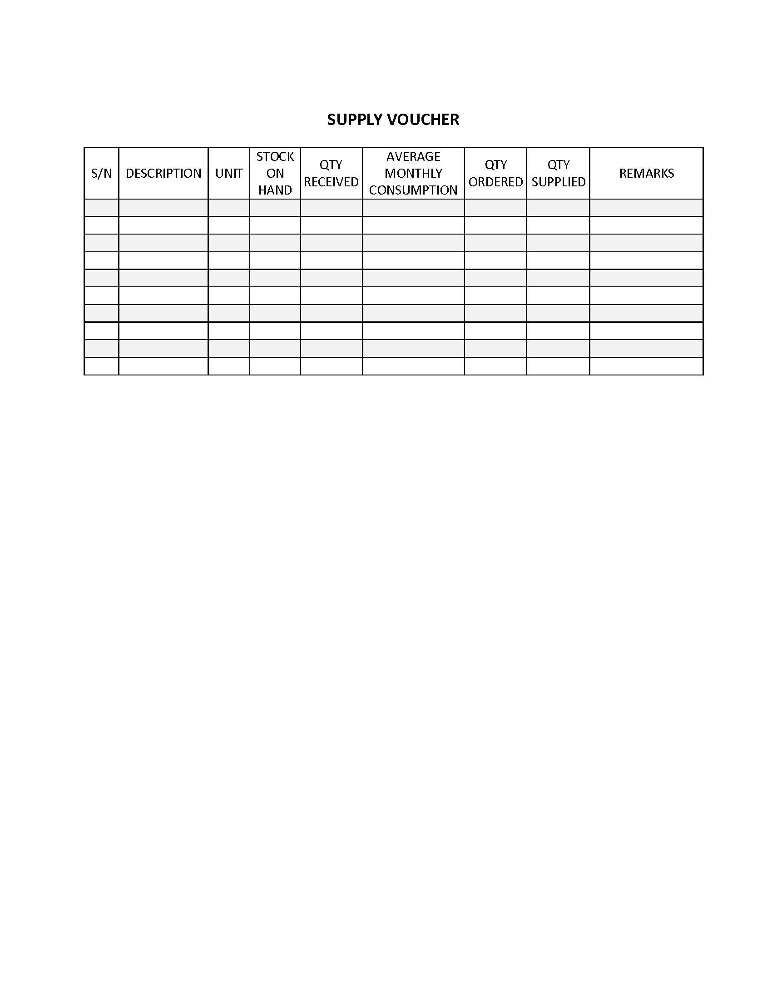 SUPPLY VOUCHER
S/N
DESCRIPTION
UNIT
STOCK
ON
HAND
QTY
RECEIVED
AVERAGE
MONTHLY
CONSUMPTION
QTY
ORDERED
QTY
SUPPLIED
REMARKS